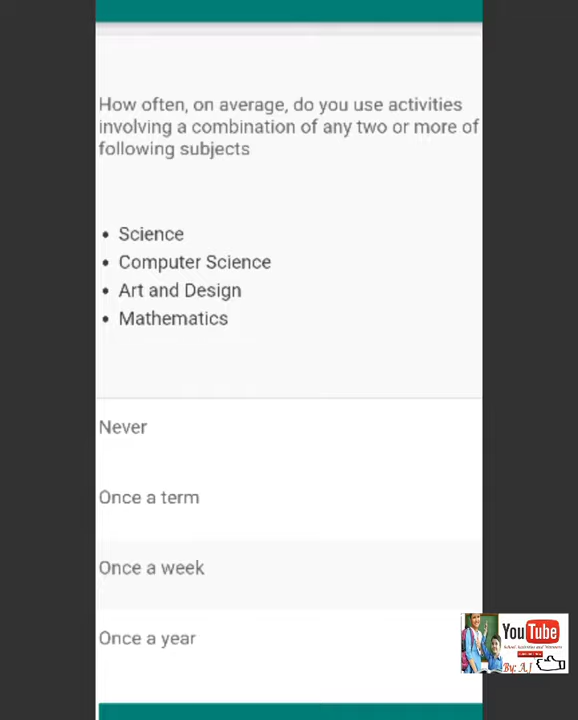 How often, on average, do you use activities
involving a combination of any two or more of
following subjects
• Science
• Computer Science
• Art and Design
• Mathematics
Never
Once a term
Once a week
Once a year
YouTube
By: A.J